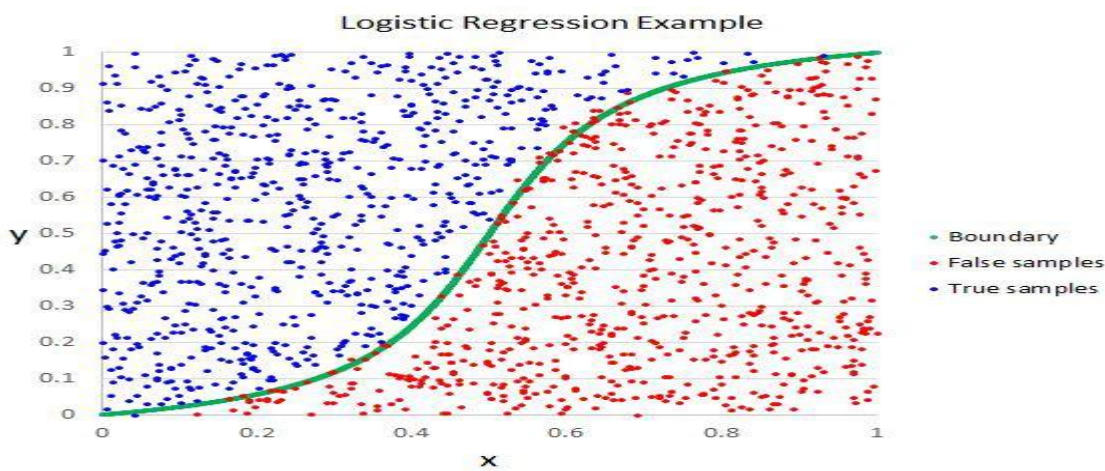 Logistic Regression Example
1
0.9
0.8
0.7
0.6
0.5
0.4
0.3
0.2
0.1
0
y
0 0.2 0.4 0.6 0.8 1
x
Boundary
False samples
True samples